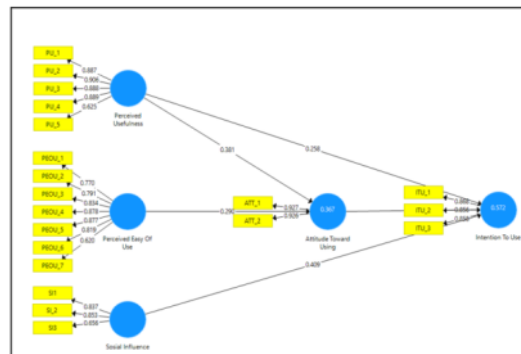 PU_1
PU_2
PU_3
PU_4
PU_5
0.887
0.906
0.888
0.889
0.625
Perceived
Usefulness
0.381
0.258
PEOU_1
PEOU_2
PEOU_3
PEOU_4
PEOU_5
PEOU_6
PEOU_7
0.770
0.791
0.834
0.878
0.877
0.819
0.620
Perceived Easy Of
Use
0.290
ATT_1
ATT_2
0.927
0.926
0.367
Attitude Toward
Using
ITU_1
ITU_2
ITU_3
0.572
Intention To Use
0.409
SI1
SI_2
SI3
0.837
0.853
0.656
Sosial Influence